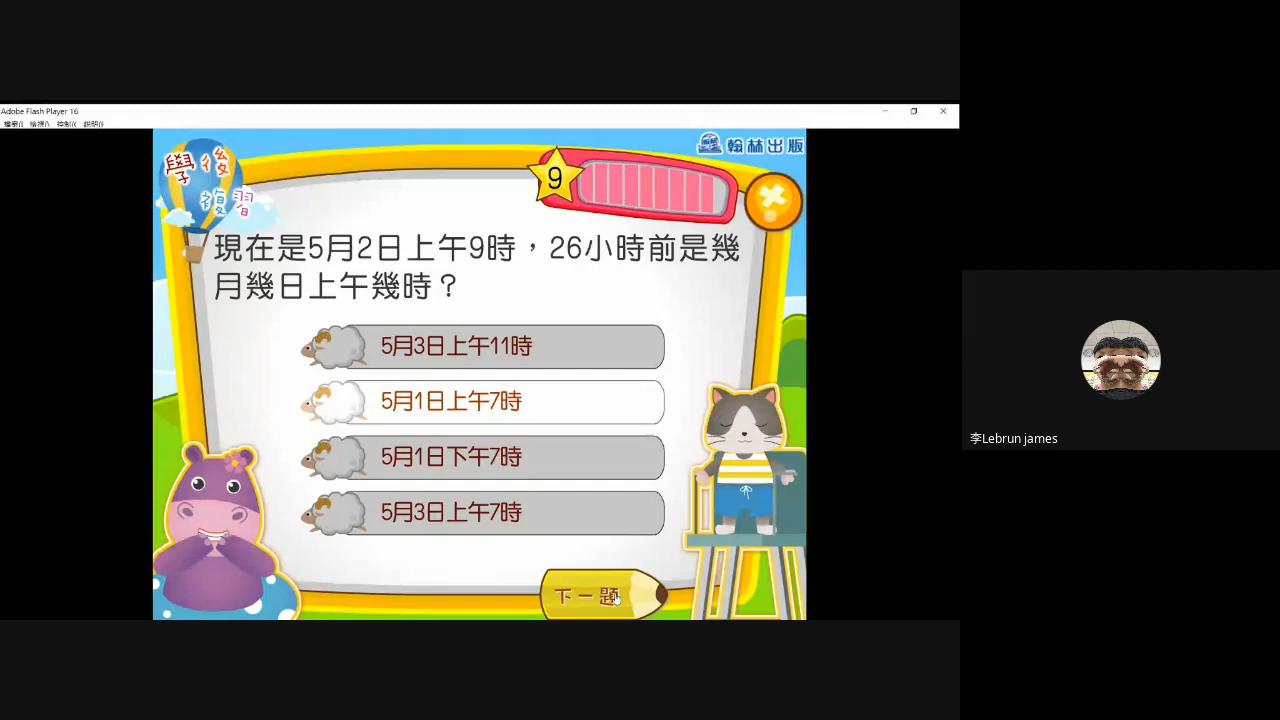 Adobe Flash Player 16
翰林出版
學後
複習
9
現在是5月2日上午9時，26小時前是幾
月幾日上午幾時？
5月3日上午11時
5月1日上午7時
5月1日下午7時
5月3日上午7時
下一題
李Lebrun james